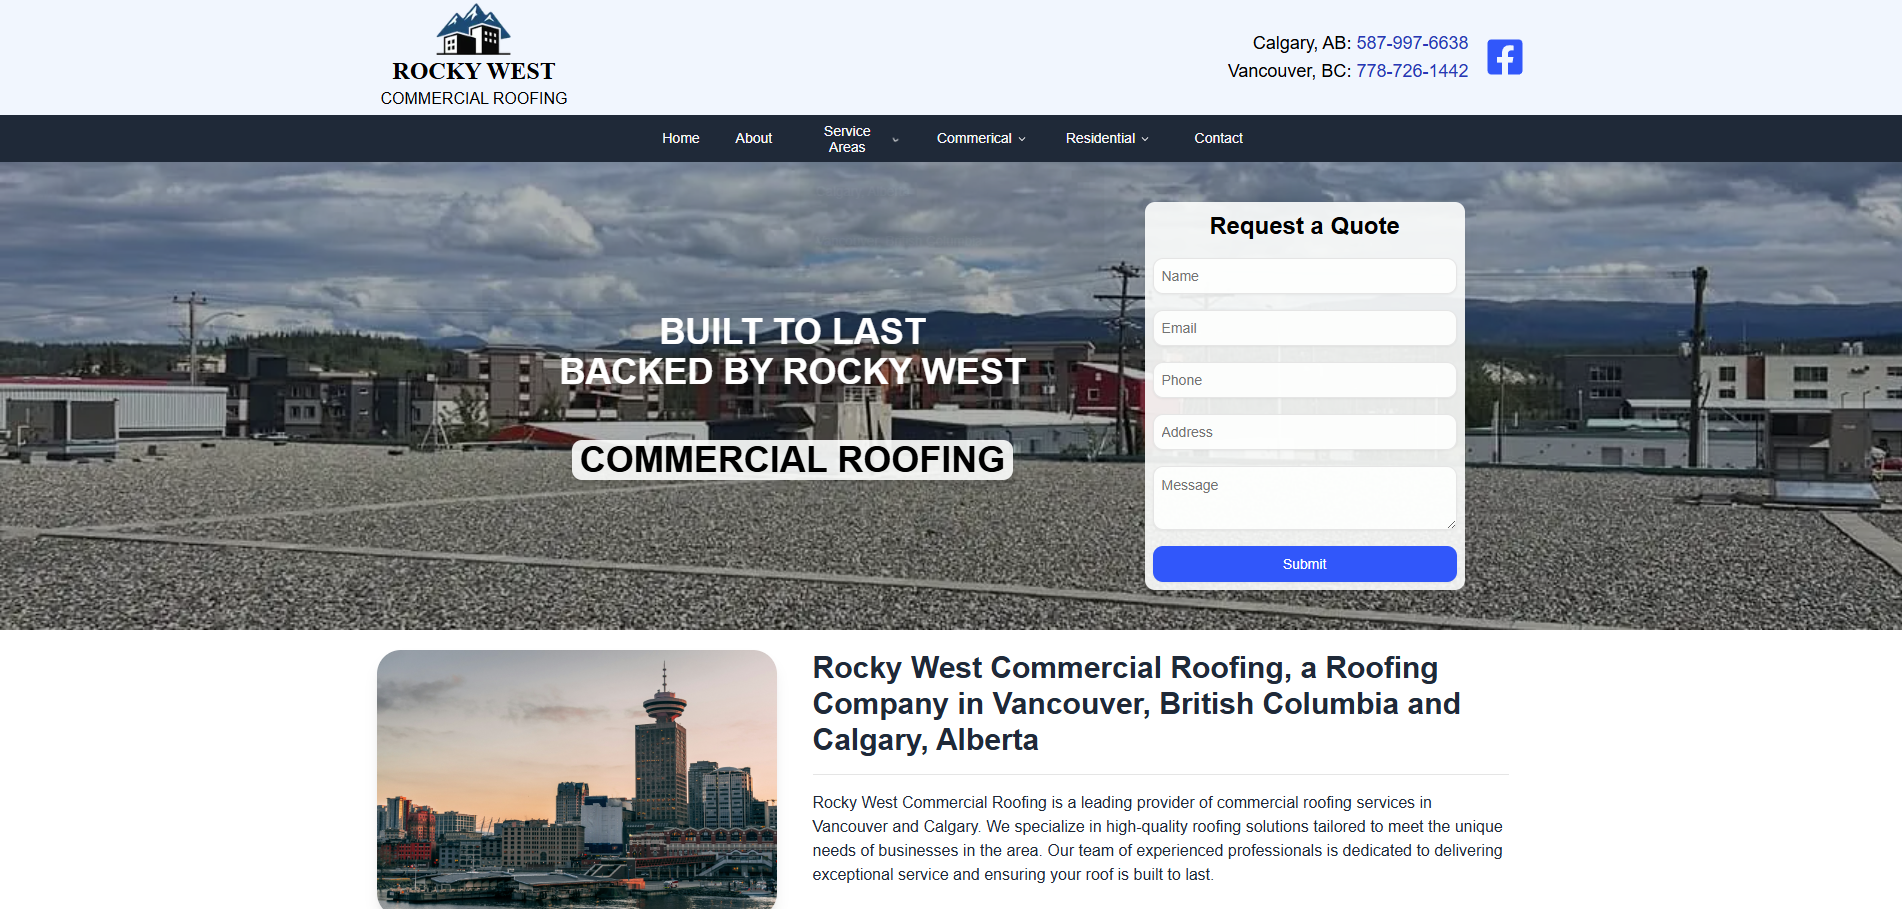 ROCKY WEST
COMMERCIAL ROOFING
Calgary, AB: 587-997-6638
Vancouver, BC: 778-726-1442
Home
About
Service
Areas
Commerical
Residential
Contact
BUILT TO LAST
BACKED BY ROCKY WEST
COMMERCIAL ROOFING
Request a Quote
Name
Email
Phone
Address
Message
Submit
Rocky West Commercial Roofing, a Roofing
Company in Vancouver, British Columbia and
Calgary, Alberta
Rocky West Commercial Roofing is a leading provider of commercial roofing services in
Vancouver and Calgary. We specialize in high-quality roofing solutions tailored to meet the unique
needs of businesses in the area. Our team of experienced professionals is dedicated to delivering
exceptional service and ensuring your roof is built to last.